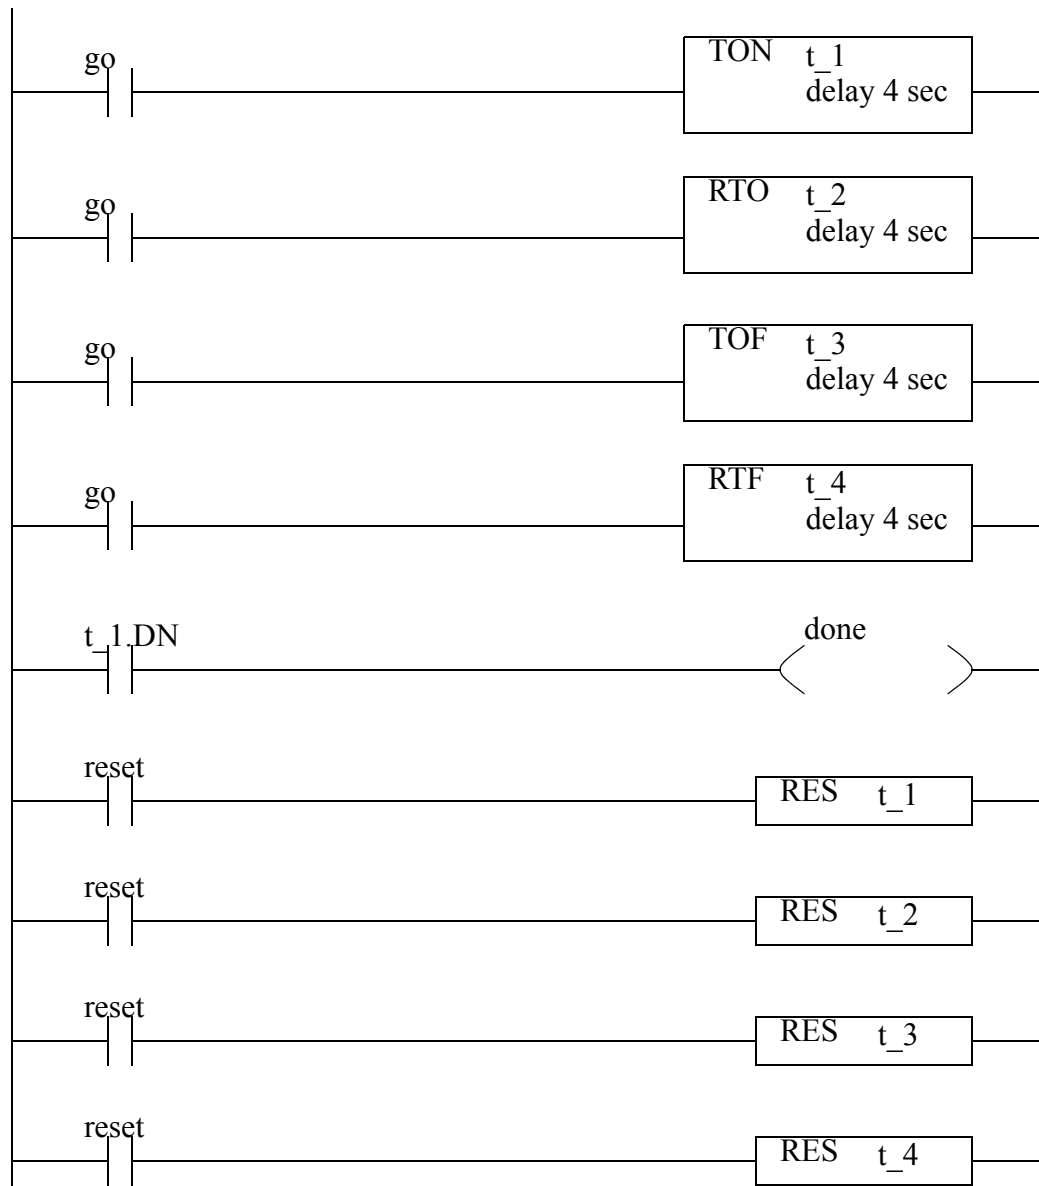 go
TON t_1
delay 4 sec
go
RTO t_2
delay 4 sec
go
TOF t_3
delay 4 sec
go
RTF t_4
delay 4 sec
t_1.DN
done
reset
RES t_1
reset
RES t_2
reset
RES t_3
reset
RES t_4